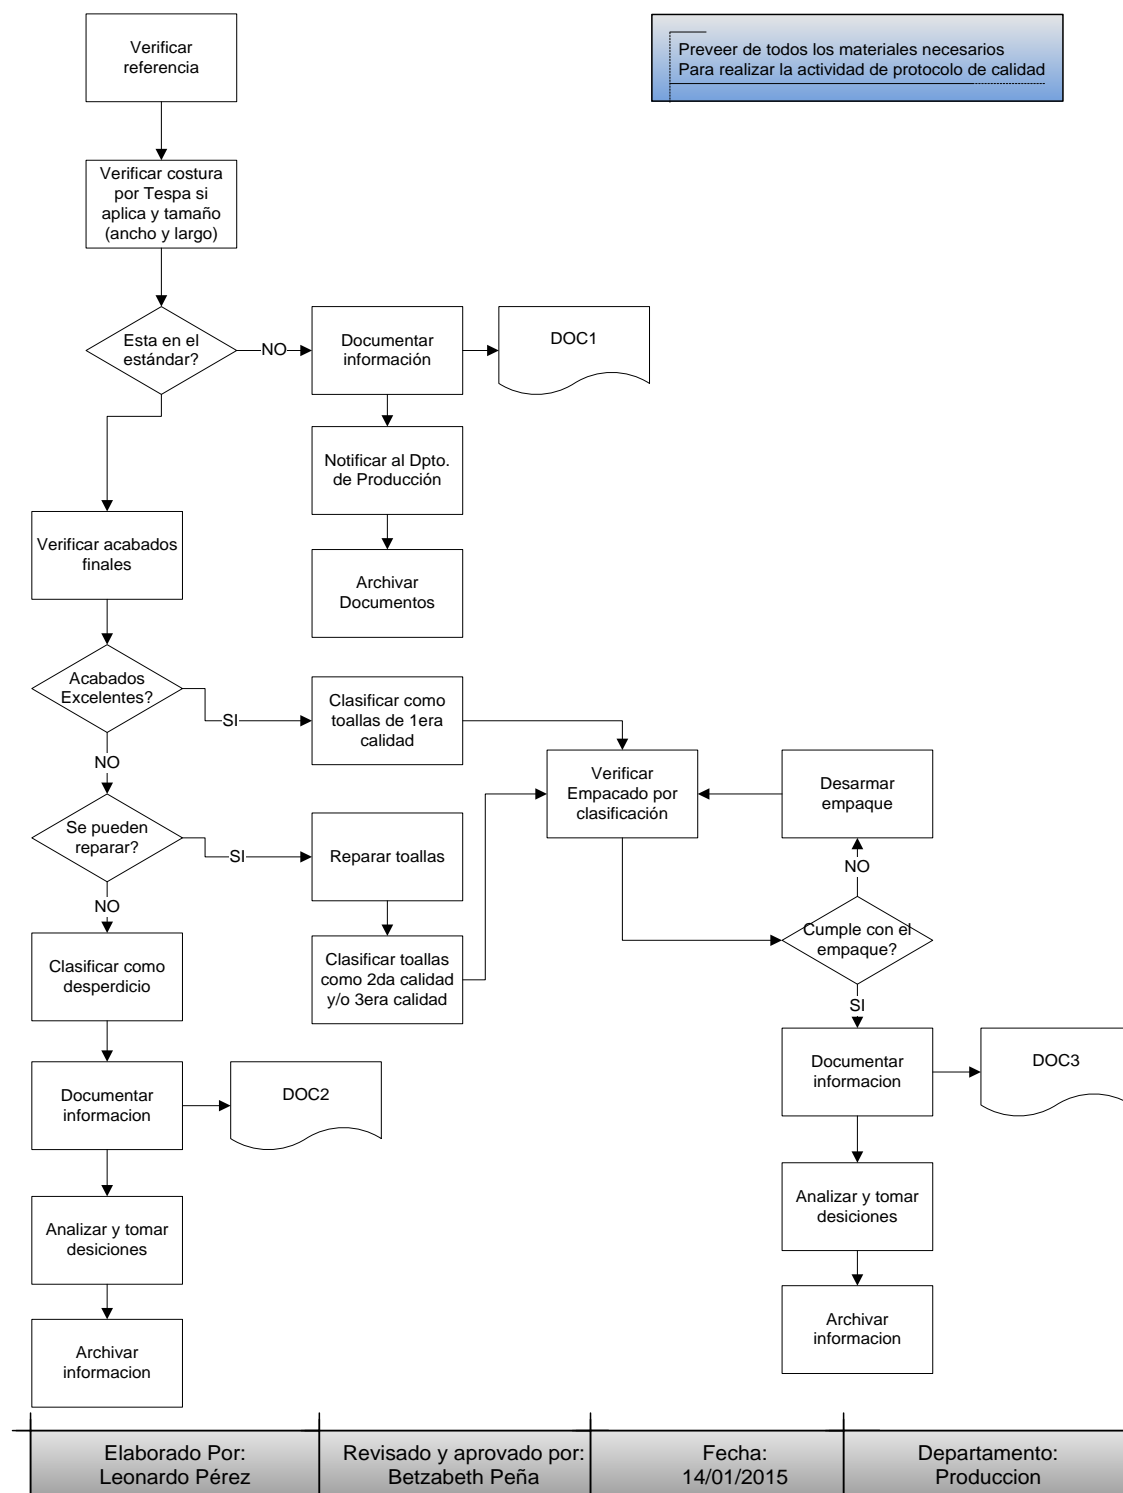 Verificar
referencia
Preveer de todos los materiales necesarios
Para realizar la actividad de protocolo de calidad
Verificar costura
por Tespa si
aplica y tamaño
(ancho y largo)
Esta en el
estándar?
NO
Documentar
información
DOC1
Notificar al Dpto.
de Producción
Verificar acabados
finales
Archivar
Documentos
Acabados
Excelentes?
SI
Clasificar como
toallas de 1era
calidad
NO
Verificar
Empacado por
clasificación
Desarmar
empaque
Se pueden
reparar?
SI
Reparar toallas
NO
NO
Cumple con el
empaque?
Clasificar como
desperdicio
Clasificar toallas
como 2da calidad
y/o 3era calidad
SI
Documentar
informacion
DOC2
Documentar
informacion
DOC3
Analizar y tomar
desiciones
Analizar y tomar
desiciones
Archivar
informacion
Archivar
informacion
Elaborado Por:
Leonardo Pérez
Revisado y aprovado por:
Betzabeth Peña
Fecha:
14/01/2015
Departamento:
Produccion